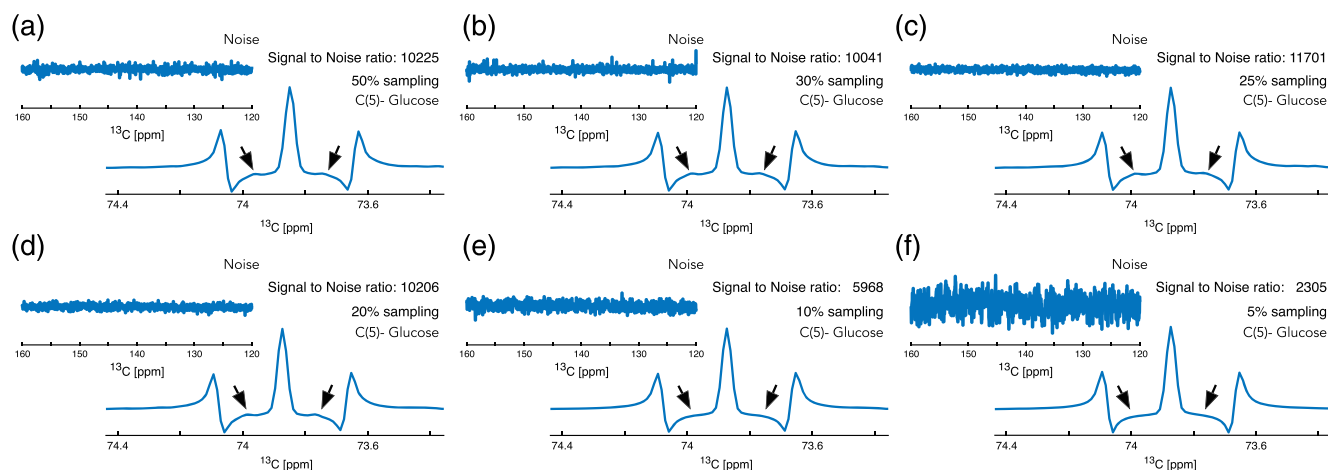 (a)
Noise
Signal to Noise ratio: 10225
50% sampling
C(5)- Glucose
160 150 140 130 120
13C [ppm]
74.4 74 73.6
13C [ppm]
(b)
Noise
Signal to Noise ratio: 10041
30% sampling
C(5)- Glucose
160 150 140 130 120
13C [ppm]
74.4 74 73.6
13C [ppm]
(c)
Noise
Signal to Noise ratio: 11701
25% sampling
C(5)- Glucose
160 150 140 130 120
13C [ppm]
74.4 74 73.6
13C [ppm]
(d)
Noise
Signal to Noise ratio: 10206
20% sampling
C(5)- Glucose
160 150 140 130 120
13C [ppm]
74.4 74 73.6
13C [ppm]
(e)
Noise
Signal to Noise ratio: 5968
10% sampling
C(5)- Glucose
160 150 140 130 120
13C [ppm]
74.4 74 73.6
13C [ppm]
(f)
Noise
Signal to Noise ratio: 2305
5% sampling
C(5)- Glucose
160 150 140 130 120
13C [ppm]
74.4 74 73.6
13C [ppm]